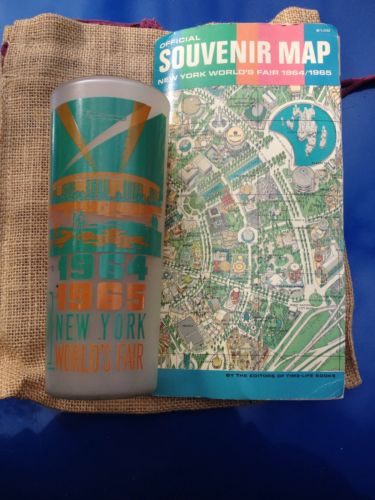 OFFICIAL
SOUVENIR MAP
NEW YORK WORLD'S FAIR 1964/1965
BY THE EDITORS OF TIME-LIFE BOOKS
1964
1965
NEW YORK
WORLD'S FAIR